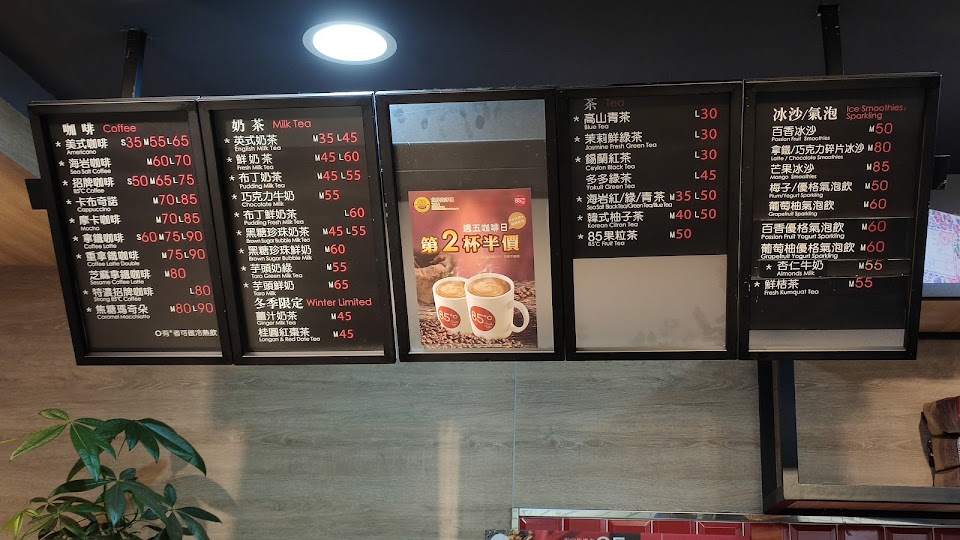 咖 啡 Coffee
* 美式咖啡 S35 M55 L65
Americano
* 海岩咖啡 M60 L70
Sea Salt Coffee
* 招牌咖啡 S50 M65 L75
85°C Coffee
* 卡布奇諾 M70 L85
Cappuccino
* 摩卡咖啡 M70 L85
Mocha
* 拿鐵咖啡 S60 M75 L90
Coffee Latte
* 重拿鐵咖啡 M75 L90
Coffee Latte Double
* 芝麻拿鐵咖啡 M80
Sesame Coffee Latte
* 特濃招牌咖啡 L80
Strong 85°C Coffee
* 焦糖瑪奇朵 M80 L90
Caramel Macchiatto
○有*者可做冷熱飲
奶 茶 Milk Tea
* 英式奶茶 M35 L45
English Milk Tea
* 鮮奶茶 M45 L60
Fresh Milk Tea
* 布丁奶茶 M45 L55
Pudding Milk Tea
* 巧克力牛奶 M55
Chocolate Milk
* 布丁鮮奶茶 L60
Pudding Fresh Milk Tea
* 黑糖珍珠奶茶 M45 L55
Brown Sugar Bubble Milk Tea
* 黑糖珍珠鮮奶 M60
Brown Sugar Bubble Milk
* 芋頭奶綠 M55
Taro Green Milk Tea
* 芋頭鮮奶 M65
Taro Milk
冬季限定 Winter Limited
薑汁奶茶 M45
Ginger Milk Tea
桂圓紅棗茶 M45
Longan & Red Date Tea
週五咖啡日
第2杯半價
85°C
85°C
茶 Tea
* 高山青茶 L30
Blue Tea
* 茉莉鮮綠茶 L30
Jasmine Fresh Green Tea
* 錫蘭紅茶 L30
Ceylon Black Tea
* 多多綠茶 L45
Yakult Green Tea
* 海岩紅/綠/青茶 M35 L50
Sea Salt Black Tea/Green Tea/Blue Tea
* 韓式柚子茶 M40 L50
Korean Citron Tea
* 85果粒茶 M50
85°C Fruit Tea
冰沙/氣泡 Ice Smoothies/
Sparkling
百香冰沙 M50
Passion Fruit Smoothies
拿鐵/巧克力碎片冰沙 M80
Latte / Chocolate Smoothies
芒果冰沙 M85
Mango Smoothies
梅子/優格氣泡飲 M50
Plum/Yogurt Sparkling
葡萄柚氣泡飲 M50
Grapefruit Sparkling
百香優格氣泡飲 M60
Passion Fruit Yogurt Sparkling
葡萄柚優格氣泡飲 M60
Grapefruit Yogurt Sparkling
* 杏仁牛奶 M55
Almonds Milk
* 鮮桔茶 M55
Fresh Kumquat Tea